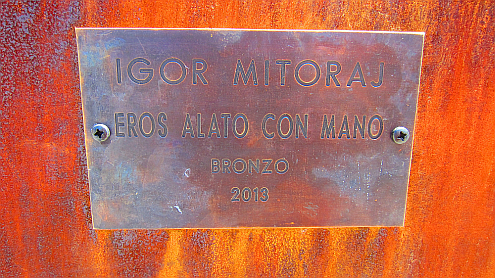 IGOR MITORAJ
EROS ALATO CON MANO
BRONZO
2013